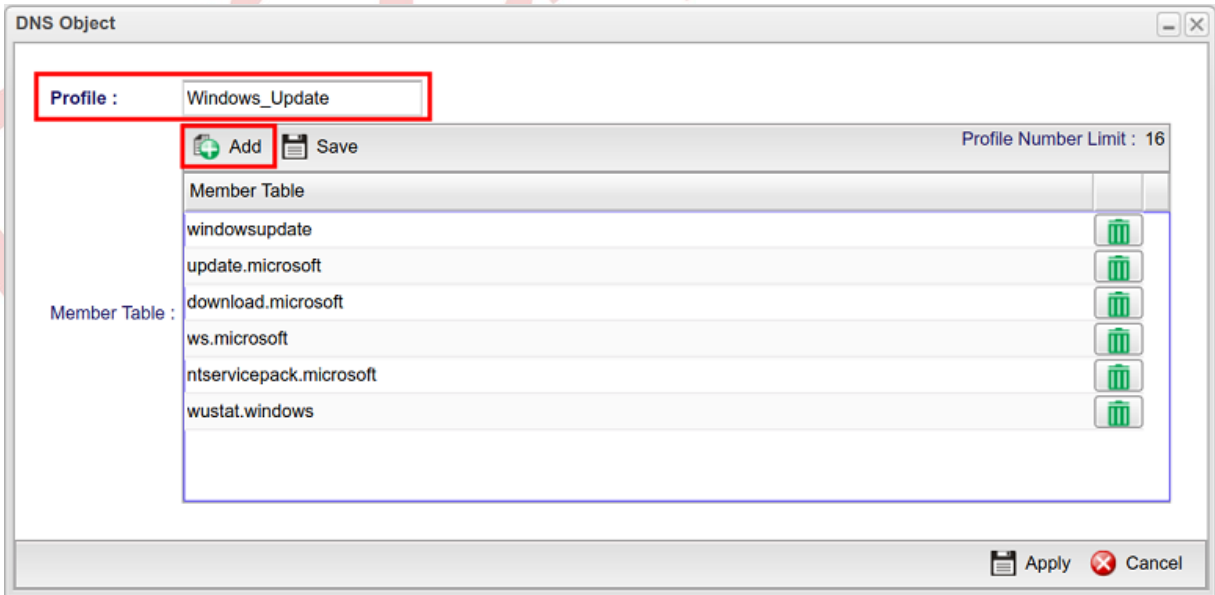 DNS Object
Profile : Windows_Update
Add Save Profile Number Limit : 16
Member Table
windowsupdate
update.microsoft
download.microsoft
Member Table :
ws.microsoft
ntservicepack.microsoft
wustat.windows
Apply Cancel